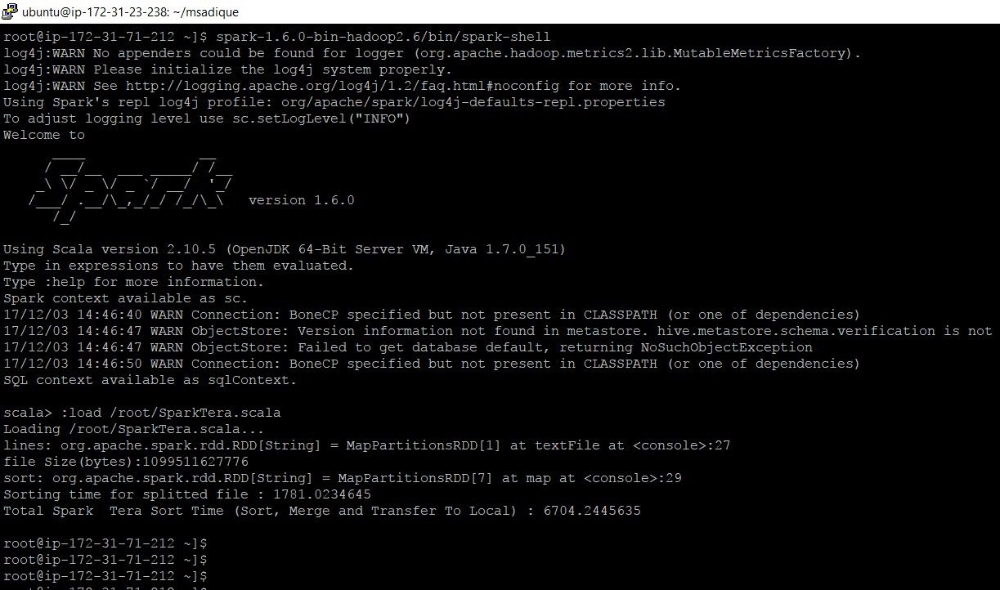 ubuntu@ip-172-31-23-238: ~/msadique
root@ip-172-31-71-212 ~]$ spark-1.6.0-bin-hadoop2.6/bin/spark-shell
log4j:WARN No appenders could be found for logger (org.apache.hadoop.metrics2.lib.MutableMetricsFactory).
log4j:WARN Please initialize the log4j system properly.
log4j:WARN See http://logging.apache.org/log4j/1.2/faq.html#noconfig for more info.
Using Spark's repl log4j profile: org/apache/spark/log4j-defaults-repl.properties
To adjust logging level use sc.setLogLevel("INFO")
Welcome to
      ____              __
     / __/__  ___ _____/ /__
    _\ \/ _ \/ _ `/ __/  '_/
   /___/ .__/\_,_/_/ /_/\_\   version 1.6.0
      /_/
Using Scala version 2.10.5 (OpenJDK 64-Bit Server VM, Java 1.7.0_151)
Type in expressions to have them evaluated.
Type :help for more information.
Spark context available as sc.
17/12/03 14:46:40 WARN Connection: BoneCP specified but not present in CLASSPATH (or one of dependencies)
17/12/03 14:46:47 WARN ObjectStore: Version information not found in metastore. hive.metastore.schema.verification is not
17/12/03 14:46:47 WARN ObjectStore: Failed to get database default, returning NoSuchObjectException
17/12/03 14:46:50 WARN Connection: BoneCP specified but not present in CLASSPATH (or one of dependencies)
SQL context available as sqlContext.
scala> :load /root/SparkTera.scala
Loading /root/SparkTera.scala...
lines: org.apache.spark.rdd.RDD[String] = MapPartitionsRDD[1] at textFile at <console>:27
file Size(bytes):1099511627776
sort: org.apache.spark.rdd.RDD[String] = MapPartitionsRDD[7] at map at <console>:29
Sorting time for splitted file : 1781.0234645
Total Spark  Tera Sort Time (Sort, Merge and Transfer To Local) : 6704.2445635
root@ip-172-31-71-212 ~]$
root@ip-172-31-71-212 ~]$
root@ip-172-31-71-212 ~]$